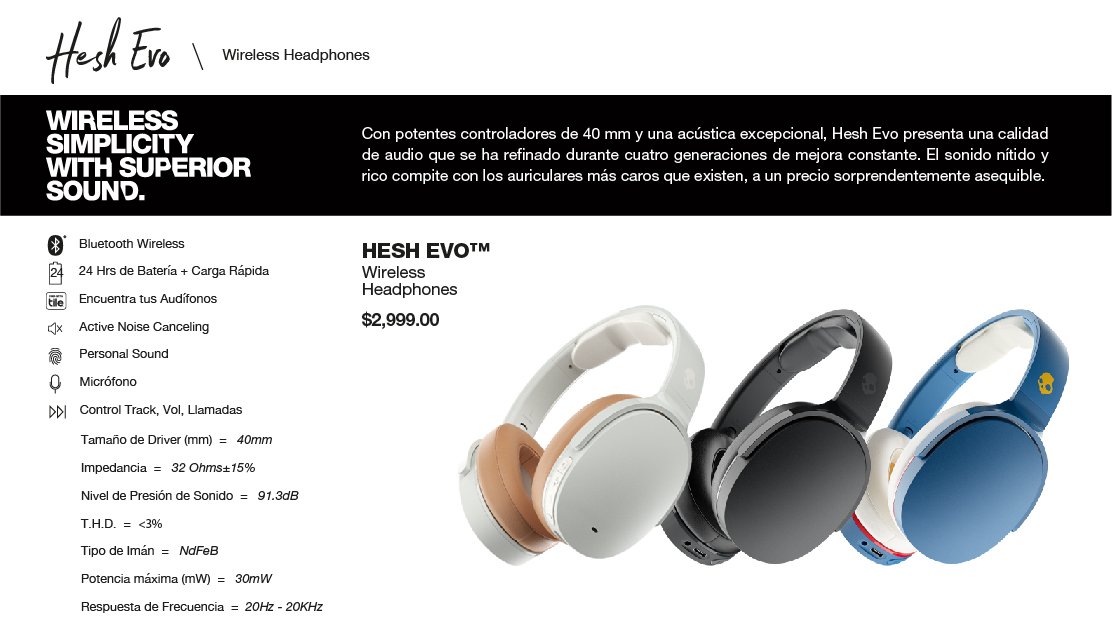 Hesh Evo \ Wireless Headphones
WIRELESS
SIMPLICITY
WITH SUPERIOR
SOUND.
Con potentes controladores de 40 mm y una acústica excepcional, Hesh Evo presenta una calidad
de audio que se ha refinado durante cuatro generaciones de mejora constante. El sonido nítido y
rico compite con los auriculares más caros que existen, a un precio sorprendentemente asequible.
Bluetooth Wireless
24 24 Hrs de Batería + Carga Rápida
tile Encuentra tus Audífonos
Active Noise Canceling
Personal Sound
Micrófono
Control Track, Vol, Llamadas
Tamaño de Driver (mm) = 40mm
Impedancia = 32 Ohms±15%
Nivel de Presión de Sonido = 91.3dB
T.H.D. = <3%
Tipo de Imán = NdFeB
Potencia máxima (mW) = 30mW
Respuesta de Frecuencia = 20Hz - 20KHz
HESH EVO™
Wireless
Headphones
$2,999.00